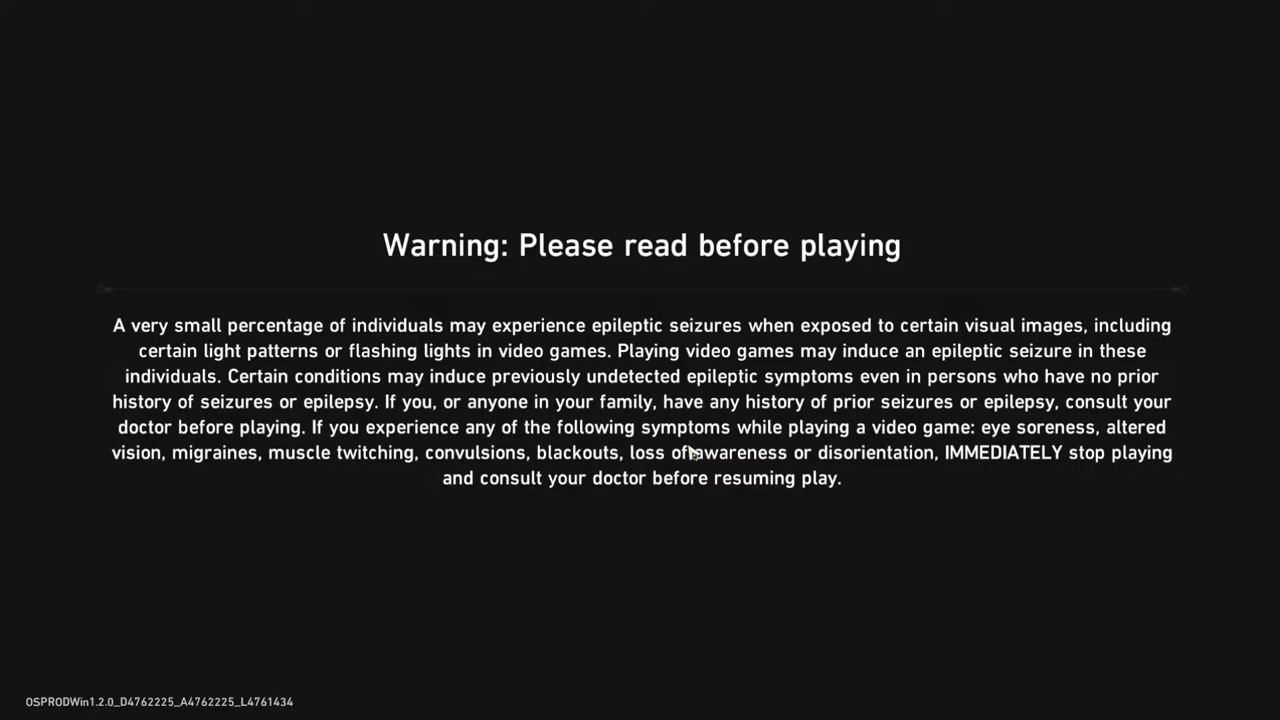 Warning: Please read before playing
A very small percentage of individuals may experience epileptic seizures when exposed to certain visual images, including
certain light patterns or flashing lights in video games. Playing video games may induce an epileptic seizure in these
individuals. Certain conditions may induce previously undetected epileptic symptoms even in persons who have no prior
history of seizures or epilepsy. If you, or anyone in your family, have any history of prior seizures or epilepsy, consult your
doctor before playing. If you experience any of the following symptoms while playing a video game: eye soreness, altered
vision, migraines, muscle twitching, convulsions, blackouts, loss of awareness or disorientation, IMMEDIATELY stop playing
and consult your doctor before resuming play.
OSPRODWin1.2.0_D4762225_A4762225_L4761434